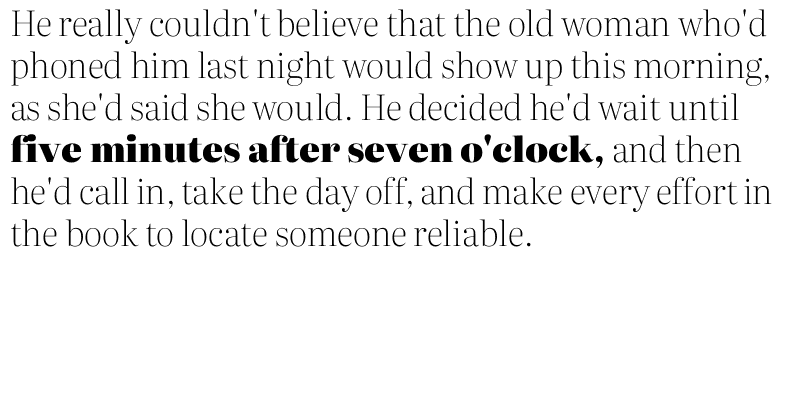 He really couldn't believe that the old woman who'd
phoned him last night would show up this morning,
as she'd said she would. He decided he'd wait until
five minutes after seven o'clock, and then
he'd call in, take the day off, and make every effort in
the book to locate someone reliable.